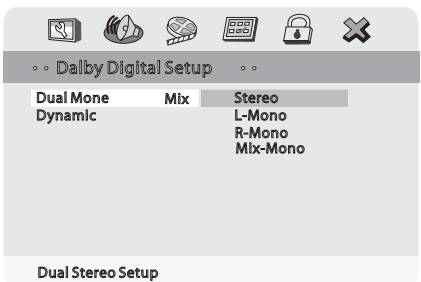 ◦ ◦ Dalby Digital Setup ◦ ◦
Dual Mone Mix Stereo
Dynamic L-Mono
R-Mono
Mix-Mono
Dual Stereo Setup